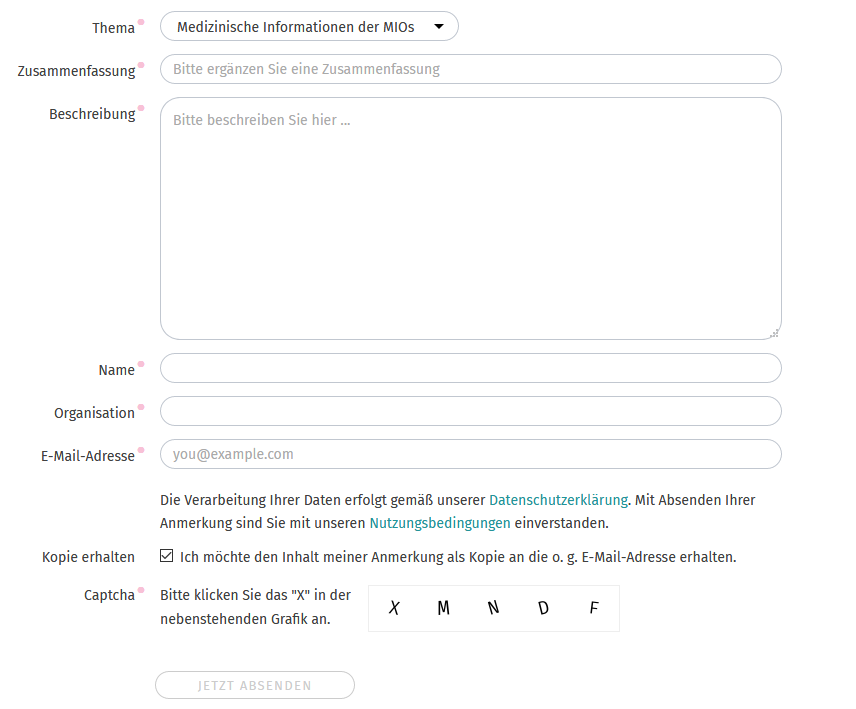 Thema
Medizinische Informationen der MIOs
Zusammenfassung
Bitte ergänzen Sie eine Zusammenfassung
Beschreibung
Bitte beschreiben Sie hier ...
Name
Organisation
E-Mail-Adresse
you@example.com
Die Verarbeitung Ihrer Daten erfolgt gemäß unserer Datenschutzerklärung. Mit Absenden Ihrer
Anmerkung sind Sie mit unseren Nutzungsbedingungen einverstanden.
Kopie erhalten
Ich möchte den Inhalt meiner Anmerkung als Kopie an die o. g. E-Mail-Adresse erhalten.
Captcha
Bitte klicken Sie das "X" in der
nebenstehenden Grafik an.
X M N D F
JETZT ABSENDEN